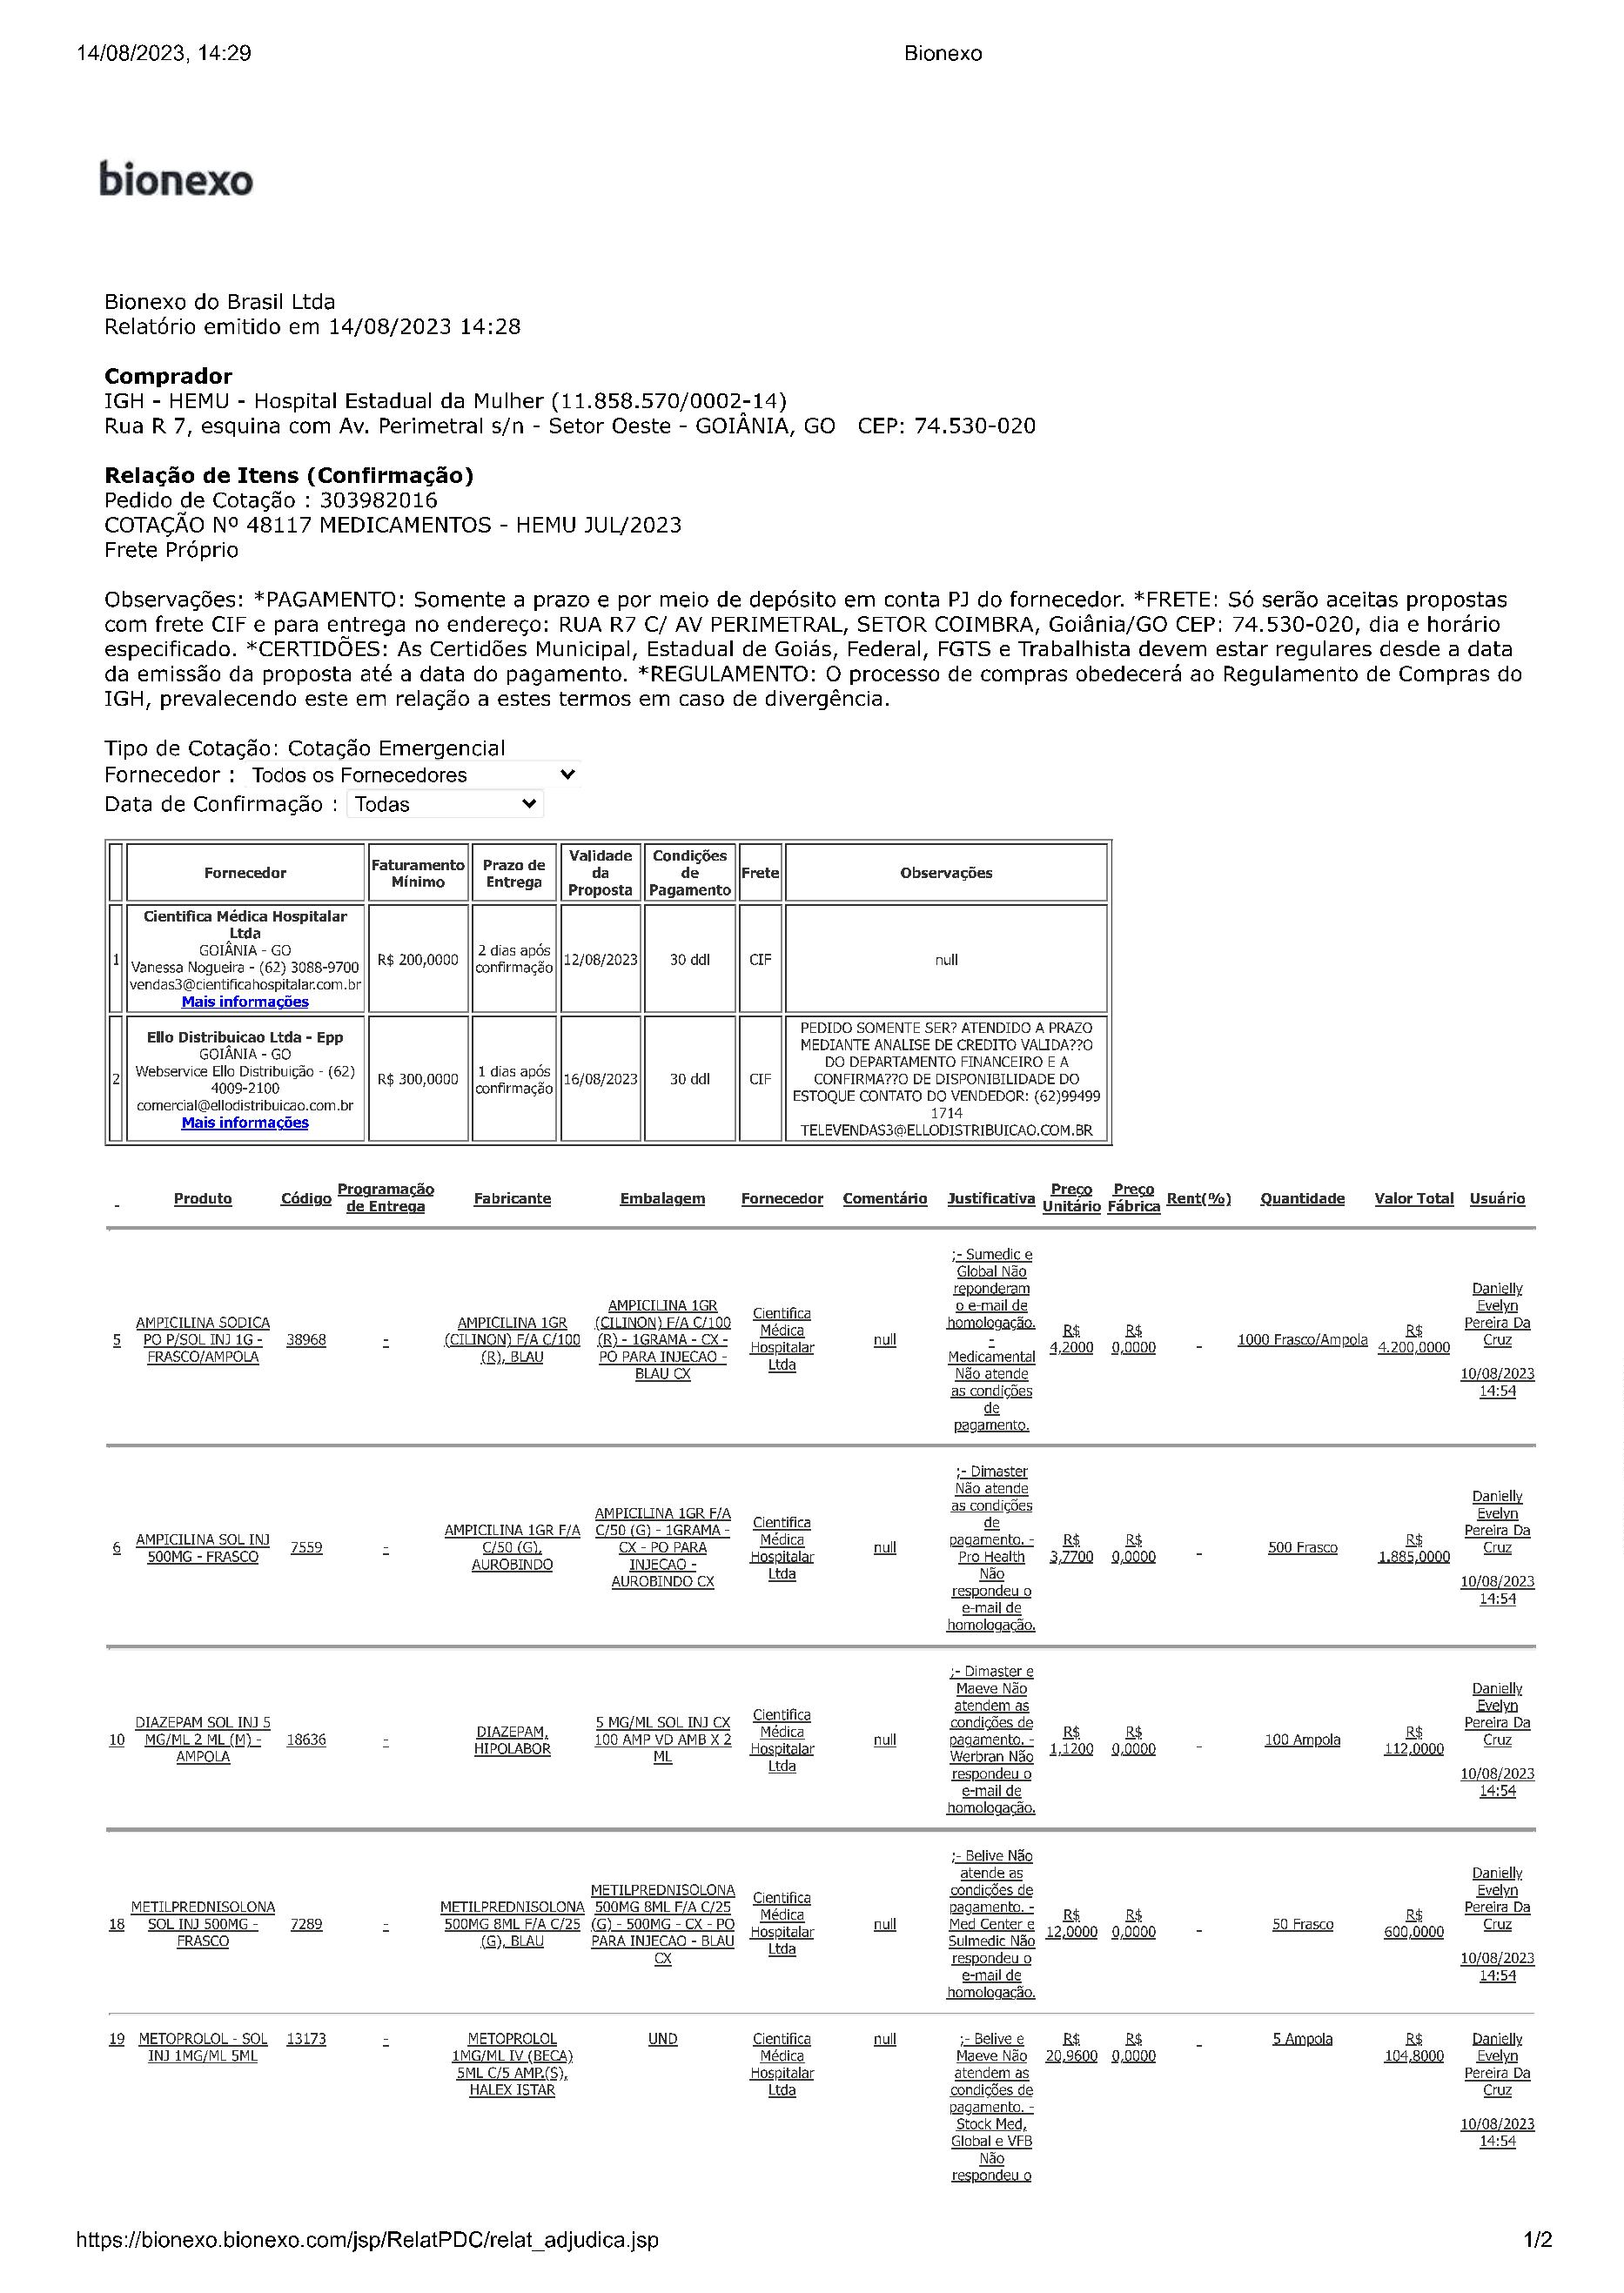 14/08/2023, 14:29
Bionexo
bionexo
Bionexo do Brasil Ltda
Relatório emitido em 14/08/2023 14:28
Comprador
IGH - HEMU - Hospital Estadual da Mulher (11.858.570/0002-14)
Rua R 7, esquina com Av. Perimetral s/n - Setor Oeste - GOIÂNIA, GO CEP: 74.530-020
Relação de Itens (Confirmação)
Pedido de Cotação : 303982016
COTAÇÃO Nº 48117 MEDICAMENTOS - HEMU JUL/2023
Frete Próprio
Observações: *PAGAMENTO: Somente a prazo e por meio de depósito em conta PJ do fornecedor. *FRETE: Só serão aceitas propostas
com frete CIF e para entrega no endereço: RUA R7 C/ AV PERIMETRAL, SETOR COIMBRA, Goiânia/GO CEP: 74.530-020, dia e horário
especificado. *CERTIDÕES: As Certidões Municipal, Estadual de Goiás, Federal, FGTS e Trabalhista devem estar regulares desde a data
da emissão da proposta até a data do pagamento. *REGULAMENTO: O processo de compras obedecerá ao Regulamento de Compras do
IGH, prevalecendo este em relação a estes termos em caso de divergência.
Tipo de Cotação: Cotação Emergencial
Fornecedor : Todos os Fornecedores
Data de Confirmação : Todas
Fornecedor
Faturamento
Mínimo
Prazo de
Entrega
Validade
da
Proposta
Condições
de
Pagamento
Frete
Observações
1
Cientifica Médica Hospitalar
Ltda
GOIÂNIA - GO
Vanessa Nogueira - (62) 3088-9700
vendas3@cientificahospitalar.com.br
Mais informações
R$ 200,0000
2 dias após
confirmação
12/08/2023
30 ddl
CIF
null
2
Ello Distribuicao Ltda - Epp
GOIÂNIA - GO
Webservice Ello Distribuição - (62)
4009-2100
comercial@ellodistribuicao.com.br
Mais informações
R$ 300,0000
1 dias após
confirmação
16/08/2023
30 ddl
CIF
PEDIDO SOMENTE SER? ATENDIDO A PRAZO
MEDIANTE ANALISE DE CREDITO VALIDA??O
DO DEPARTAMENTO FINANCEIRO E A
CONFIRMA??O DE DISPONIBILIDADE DO
ESTOQUE CONTATO DO VENDEDOR: (62)99499
1714
TELEVENDAS3@ELLODISTRIBUICAO.COM.BR
-
Produto
Código
Programação
de Entrega
Fabricante
Embalagem
Fornecedor
Comentário
Justificativa
Preço
Unitário
Preço
Fábrica
Rent(%)
Quantidade
Valor Total
Usuário
5
AMPICILINA SODICA
PO P/SOL INJ 1G -
FRASCO/AMPOLA
38968
-
AMPICILINA 1GR
(CILINON) F/A C/100
(R), BLAU
AMPICILINA 1GR
(CILINON) F/A C/100
(R) - 1GRAMA - CX -
PO PARA INJECAO -
BLAU CX
Cientifica
Médica
Hospitalar
Ltda
null
;- Sumedic e
Global Não
reponderam
o e-mail de
homologação.
-
Medicamental
Não atende
as condições
de
pagamento.
R$
4,2000
R$
0,0000
-
1000 Frasco/Ampola
R$
4.200,0000
Danielly
Evelyn
Pereira Da
Cruz
10/08/2023
14:54
6
AMPICILINA SOL INJ
500MG - FRASCO
7559
-
AMPICILINA 1GR F/A
C/50 (G),
AUROBINDO
AMPICILINA 1GR F/A
C/50 (G) - 1GRAMA -
CX - PO PARA
INJECAO -
AUROBINDO CX
Cientifica
Médica
Hospitalar
Ltda
null
;- Dimaster
Não atende
as condições
de
pagamento. -
Pro Health
Não
respondeu o
e-mail de
homologação.
R$
3,7700
R$
0,0000
-
500 Frasco
R$
1.885,0000
Danielly
Evelyn
Pereira Da
Cruz
10/08/2023
14:54
10
DIAZEPAM SOL INJ 5
MG/ML 2 ML (M) -
AMPOLA
18636
-
DIAZEPAM,
HIPOLABOR
5 MG/ML SOL INJ CX
100 AMP VD AMB X 2
ML
Cientifica
Médica
Hospitalar
Ltda
null
;- Dimaster e
Maeve Não
atendem as
condições de
pagamento. -
Werbran Não
respondeu o
e-mail de
homologação.
R$
1,1200
R$
0,0000
-
100 Ampola
R$
112,0000
Danielly
Evelyn
Pereira Da
Cruz
10/08/2023
14:54
18
METILPREDNISOLONA
SOL INJ 500MG -
FRASCO
7289
-
METILPREDNISOLONA
500MG 8ML F/A C/25
(G), BLAU
METILPREDNISOLONA
500MG 8ML F/A C/25
(G) - 500MG - CX - PO
PARA INJECAO - BLAU
CX
Cientifica
Médica
Hospitalar
Ltda
null
;- Belive Não
atende as
condições de
pagamento. -
Med Center e
Sulmedic Não
respondeu o
e-mail de
homologação.
R$
12,0000
R$
0,0000
-
50 Frasco
R$
600,0000
Danielly
Evelyn
Pereira Da
Cruz
10/08/2023
14:54
19
METOPROLOL - SOL
INJ 1MG/ML 5ML
13173
-
METOPROLOL
1MG/ML IV (BECA)
5ML C/5 AMP.(S),
HALEX ISTAR
UND
Cientifica
Médica
Hospitalar
Ltda
null
;- Belive e
Maeve Não
atendem as
condições de
pagamento. -
Stock Med,
Global e VFB
Não
respondeu o
R$
20,9600
R$
0,0000
-
5 Ampola
R$
104,8000
Danielly
Evelyn
Pereira Da
Cruz
10/08/2023
14:54
https://bionexo.bionexo.com/jsp/RelatPDC/relat_adjudica.jsp
1/2